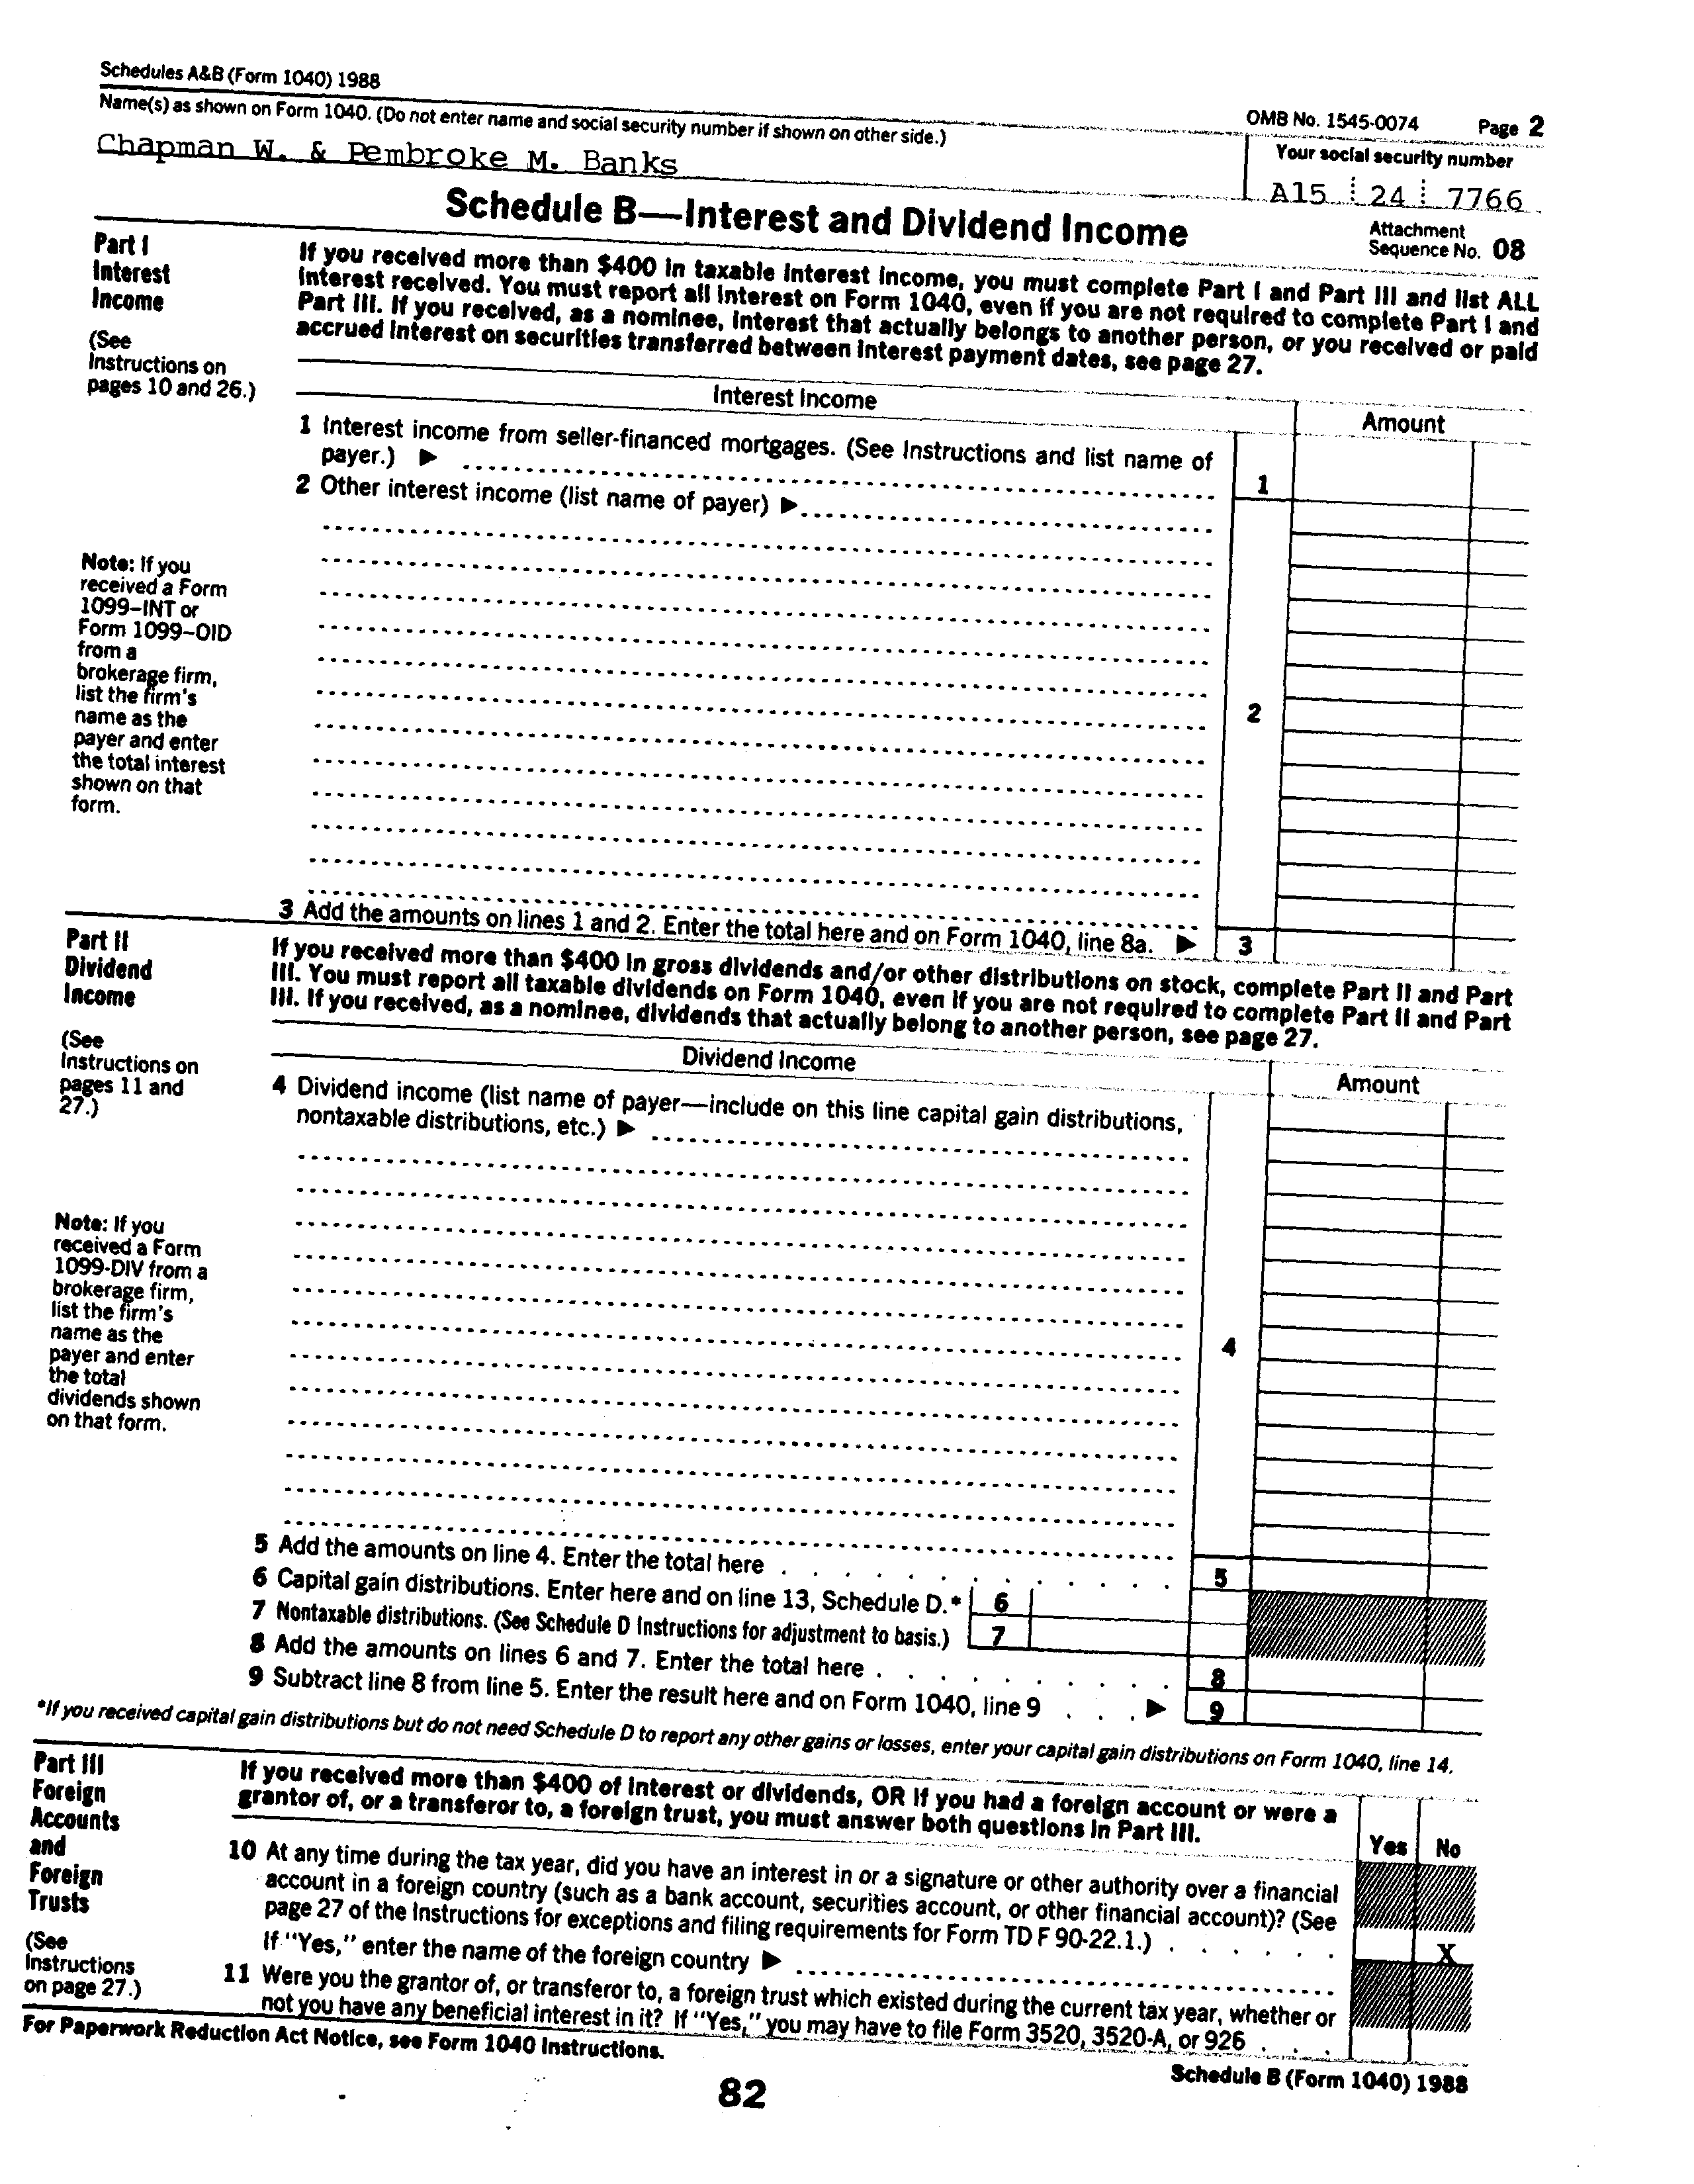 Schedules A&B (Form 1040) 1988
OMB No. 1545-0074 Page 2
Name(s) as shown on Form 1040. (Do not enter name and social security number if shown on other side.)
Your social security number
Chapman W. & Pembroke M. Banks
A15 24 7766
Schedule B—Interest and Dividend Income
Attachment
Sequence No. 08
Part I
Interest
Income
(See
Instructions on
pages 10 and 26.)
If you received more than $400 in taxable interest income, you must complete Part I and Part III and list ALL
interest received. You must report all interest on Form 1040, even if you are not required to complete Part I and
Part III. If you received, as a nominee, interest that actually belongs to another person, or you received or paid
accrued interest on securities transferred between interest payment dates, see page 27.
Interest Income
Amount
1 Interest income from seller-financed mortgages. (See Instructions and list name of
payer.) ▶
1
2 Other interest income (list name of payer) ▶
Note: If you
received a Form
1099–INT or
Form 1099–OID
from a
brokerage firm,
list the firm's
name as the
payer and enter
the total interest
shown on that
form.
2
3 Add the amounts on lines 1 and 2. Enter the total here and on Form 1040, line 8a. ▶ 3
Part II
Dividend
Income
(See
Instructions on
pages 11 and
27.)
If you received more than $400 in gross dividends and/or other distributions on stock, complete Part II and Part
III. You must report all taxable dividends on Form 1040, even if you are not required to complete Part II and Part
III. If you received, as a nominee, dividends that actually belong to another person, see page 27.
Dividend Income
Amount
4 Dividend income (list name of payer—include on this line capital gain distributions,
nontaxable distributions, etc.) ▶
Note: If you
received a Form
1099-DIV from a
brokerage firm,
list the firm's
name as the
payer and enter
the total
dividends shown
on that form.
4
5 Add the amounts on line 4. Enter the total here . . . . . . . . . . . . 5
6 Capital gain distributions. Enter here and on line 13, Schedule D.* 6
7 Nontaxable distributions. (See Schedule D Instructions for adjustment to basis.) 7
8 Add the amounts on lines 6 and 7. Enter the total here . . . . . . . . . 8
9 Subtract line 8 from line 5. Enter the result here and on Form 1040, line 9 . . . ▶ 9
*If you received capital gain distributions but do not need Schedule D to report any other gains or losses, enter your capital gain distributions on Form 1040, line 14.
Part III
Foreign
Accounts
and
Foreign
Trusts
(See
Instructions
on page 27.)
If you received more than $400 of interest or dividends, OR if you had a foreign account or were a
grantor of, or a transferor to, a foreign trust, you must answer both questions in Part III.
Yes No
10 At any time during the tax year, did you have an interest in or a signature or other authority over a financial
account in a foreign country (such as a bank account, securities account, or other financial account)? (See
page 27 of the Instructions for exceptions and filing requirements for Form TD F 90-22.1.) . . . . . . X
If "Yes," enter the name of the foreign country ▶
11 Were you the grantor of, or transferor to, a foreign trust which existed during the current tax year, whether or
not you have any beneficial interest in it? If "Yes," you may have to file Form 3520, 3520-A, or 926 . . .
For Paperwork Reduction Act Notice, see Form 1040 Instructions.
Schedule B (Form 1040) 1988
82